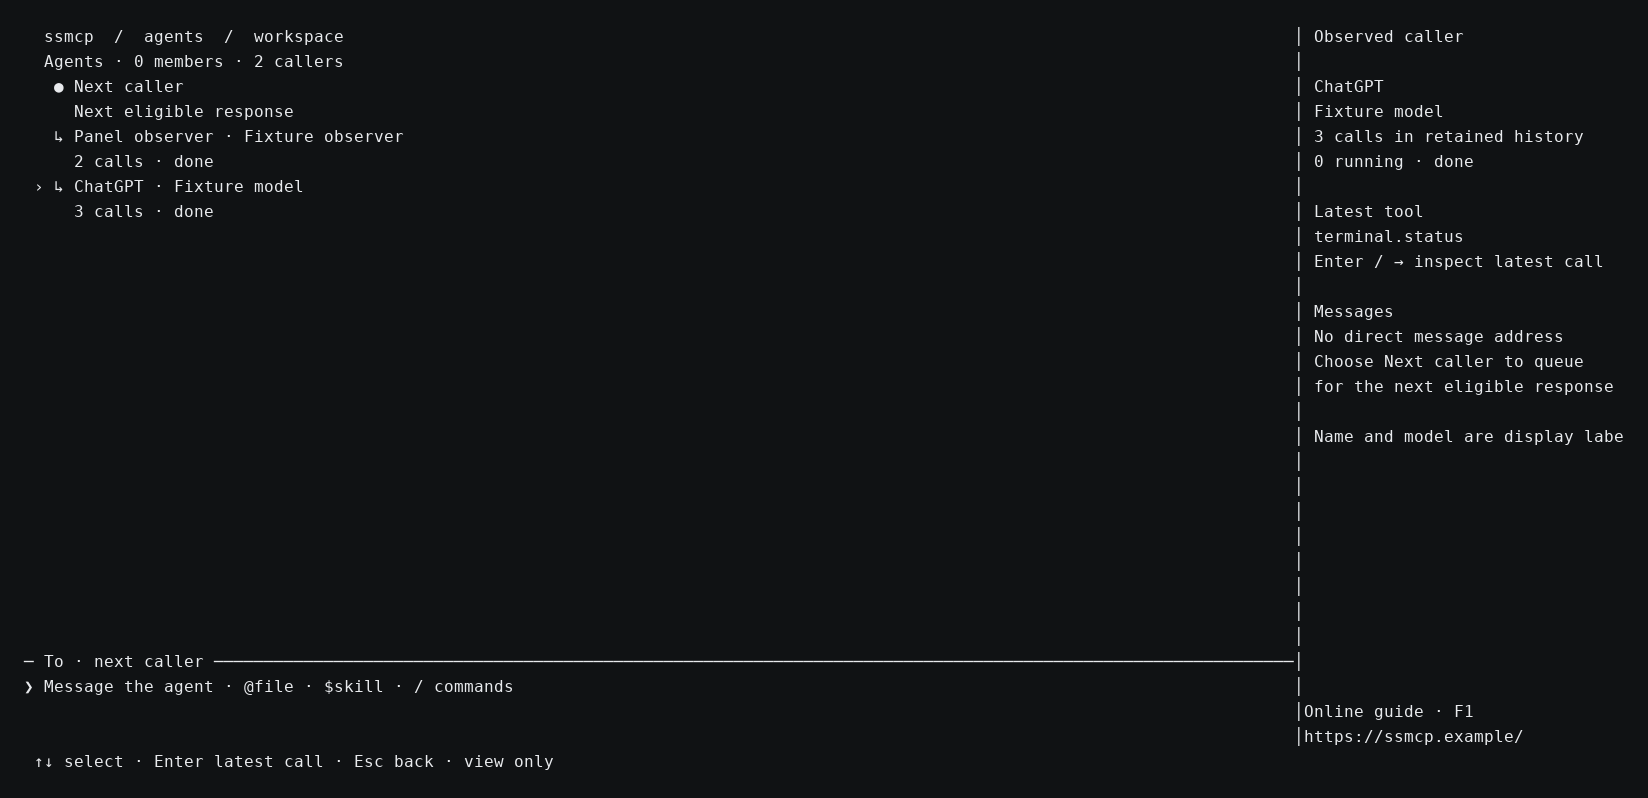 ssmcp  /  agents  /  workspace
Agents · 0 members · 2 callers
● Next caller
Next eligible response
↳ Panel observer · Fixture observer
2 calls · done
› ↳ ChatGPT · Fixture model
3 calls · done
─ To · next caller
❯ Message the agent · @file · $skill · / commands
↑↓ select · Enter latest call · Esc back · view only
Observed caller
ChatGPT
Fixture model
3 calls in retained history
0 running · done
Latest tool
terminal.status
Enter / → inspect latest call
Messages
No direct message address
Choose Next caller to queue
for the next eligible response
Name and model are display labe
Online guide · F1
https://ssmcp.example/